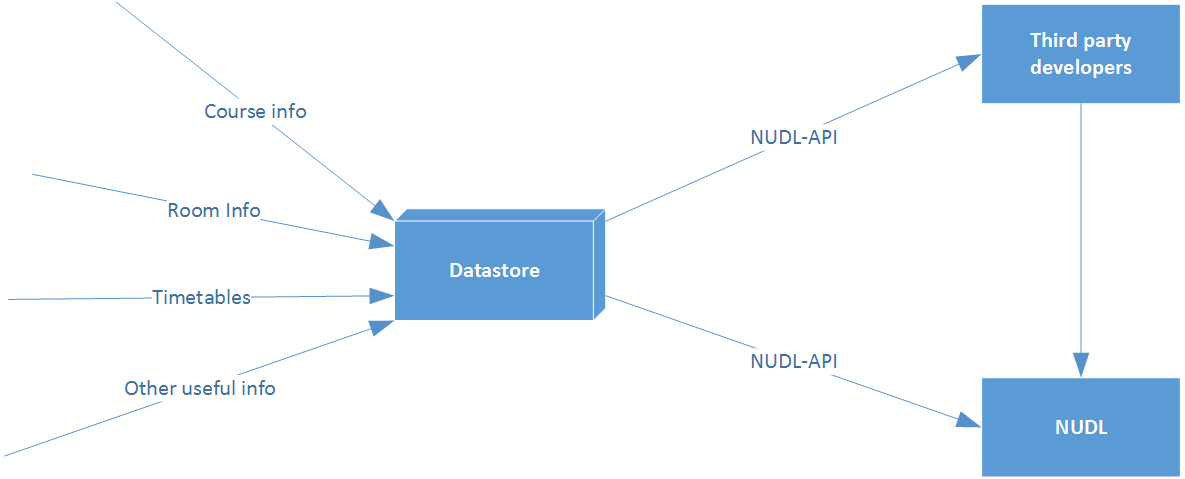 Third party
developers
Course info
NUDL-API
Room Info
Datastore
Timetables
NUDL-API
Other useful info
NUDL